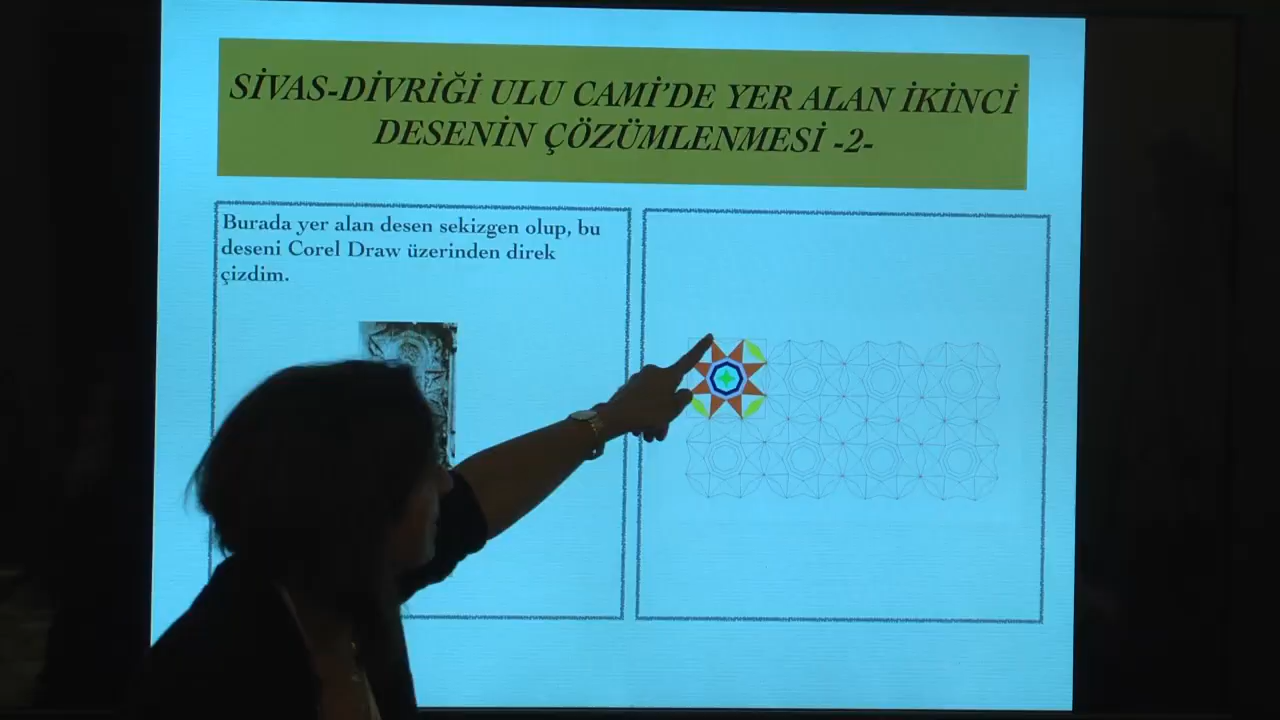 SİVAS-DİVRİĞİ ULU CAMİ'DE YER ALAN İKİNCİ
DESENİN ÇÖZÜMLENMESİ -2-
Burada yer alan desen sekizgen olup, bu
deseni Corel Draw üzerinden direk
çizdim.